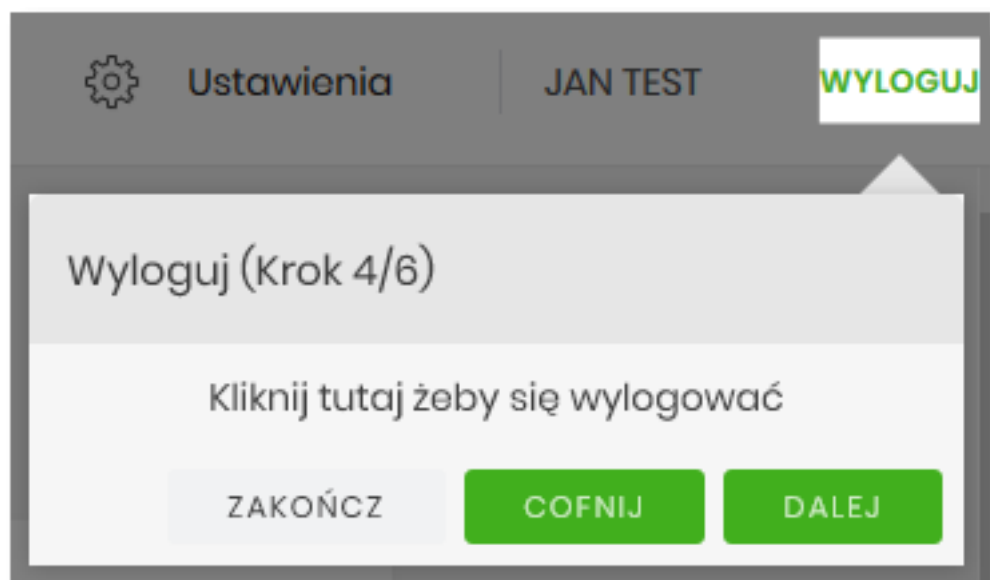 Ustawienia JAN TEST WYLOGUJ
Wyloguj (Krok 4/6)
Kliknij tutaj żeby się wylogować
ZAKOŃCZ COFNIJ DALEJ